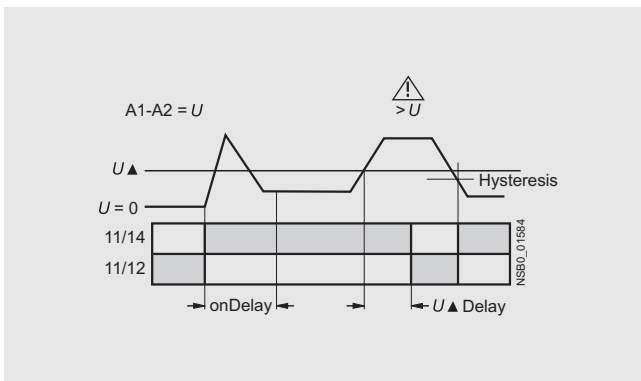 A1-A2 = U
> U
U▲
Hysteresis
U = 0
11/14
11/12
onDelay
U▲ Delay
NSB0_01584